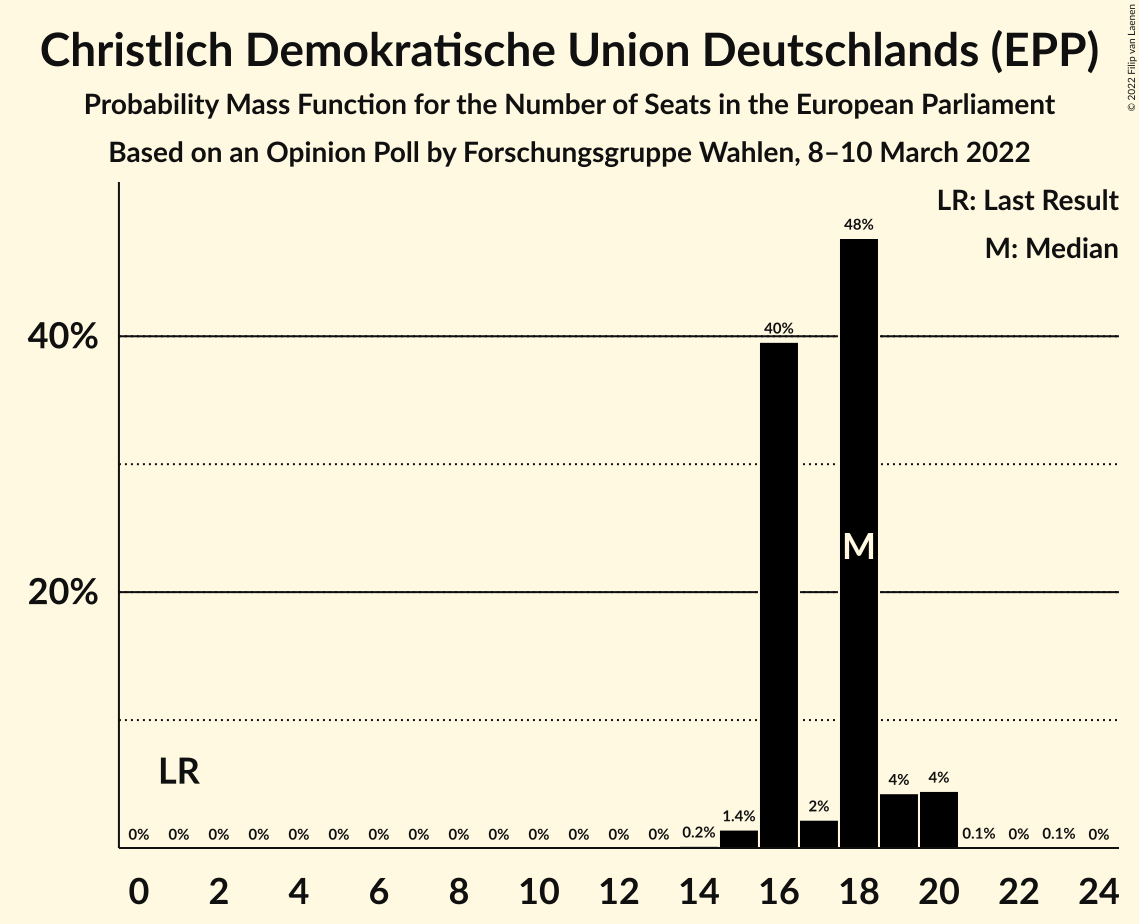 Christlich Demokratische Union Deutschlands (EPP)
Probability Mass Function for the Number of Seats in the European Parliament
Based on an Opinion Poll by Forschungsgruppe Wahlen, 8–10 March 2022
© 2022 Filip van Laenen
LR: Last Result
M: Median
48%
40%
40%
M
20%
LR
4% 4%
2%
1.4%
0% 0% 0% 0% 0% 0% 0% 0% 0% 0% 0% 0% 0% 0% 0.2% 0.1% 0% 0.1% 0%
0 2 4 6 8 10 12 14 16 18 20 22 24